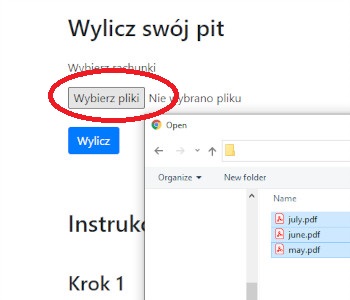 Wylicz swój pit
Wybierz rachunki
Wybierz pliki Nie wybrano pliku
Wylicz
Open
Organize
New folder
Name
july.pdf
june.pdf
may.pdf
Krok 1